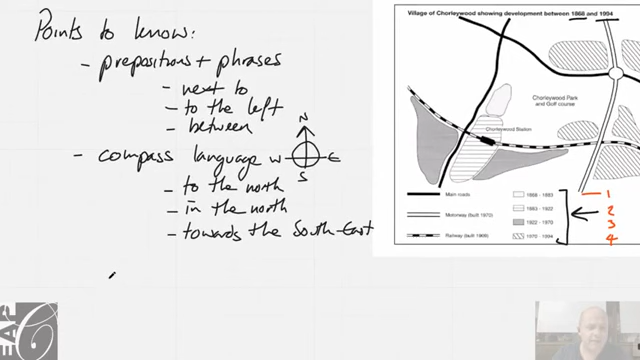 Points to know:
- prepositions + phrases
- next to
- to the left
- between
- compass language
N
W
E
S
- to the north
- in the north
- towards the South-East
Village of Chorleywood showing development between 1868 and 1994
Chorleywood Park
and Golf course
Chorleywood Station
Main roads
Motorway (built 1970)
Railway (built 1909)
1868 - 1883
1883 - 1922
1922 - 1970
1970 - 1994
1
2
3
4
EAP